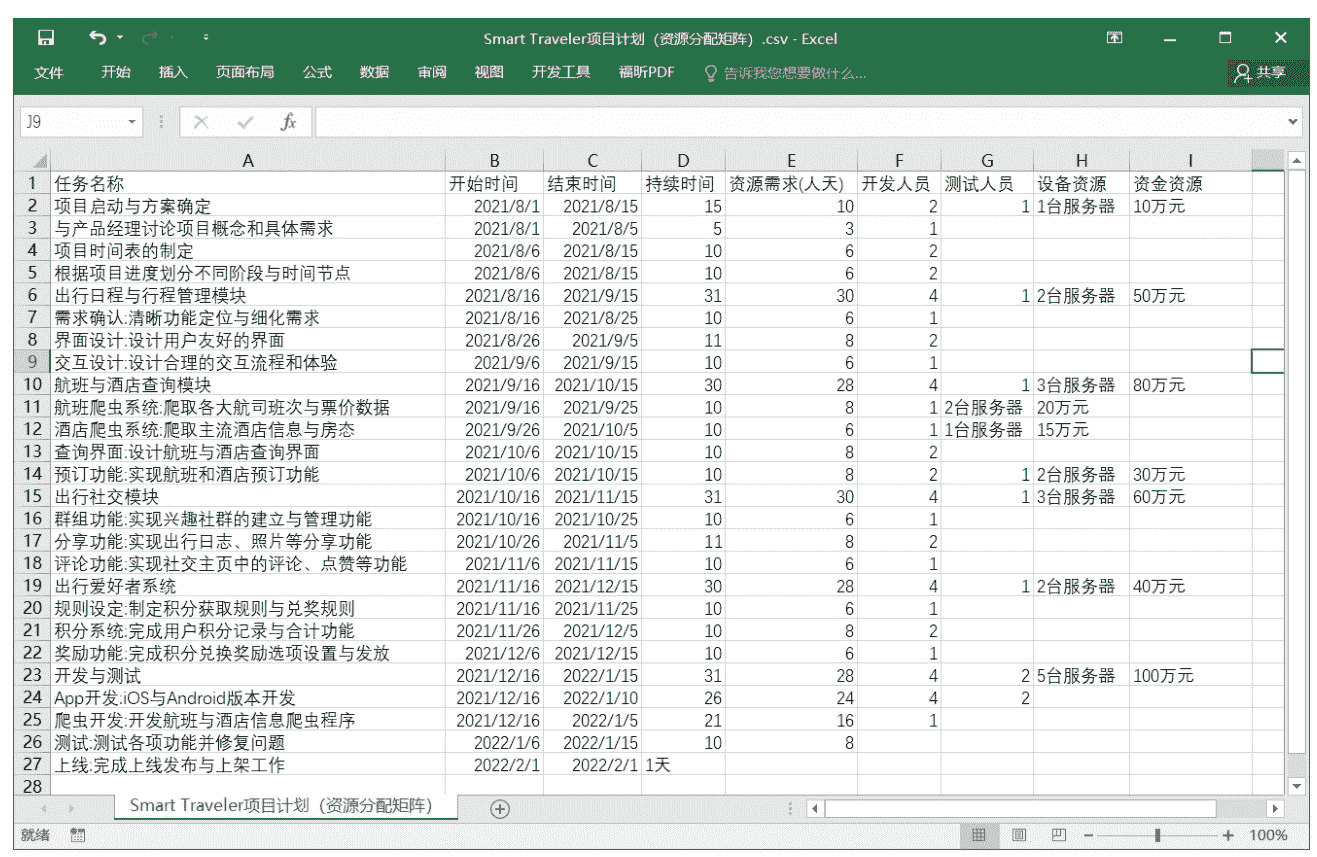 Smart Traveler项目计划（资源分配矩阵）.csv - Excel
文件 开始 插入 页面布局 公式 数据 审阅 视图 开发工具 福昕PDF 告诉我您想要做什么... 共享
J9 fx
A B C D E F G H I
1 任务名称 开始时间 结束时间 持续时间 资源需求(人天) 开发人员 测试人员 设备资源 资金资源
2 项目启动与方案确定 2021/8/1 2021/8/15 15 10 2 1 1台服务器 10万元
3 与产品经理讨论项目概念和具体需求 2021/8/1 2021/8/5 5 3 1
4 项目时间表的制定 2021/8/6 2021/8/15 10 6 2
5 根据项目进度划分不同阶段与时间节点 2021/8/6 2021/8/15 10 6 2
6 出行日程与行程管理模块 2021/8/16 2021/9/15 31 30 4 1 2台服务器 50万元
7 需求确认:清晰功能定位与细化需求 2021/8/16 2021/8/25 10 6 1
8 界面设计:设计用户友好的界面 2021/8/26 2021/9/5 11 8 2
9 交互设计:设计合理的交互流程和体验 2021/9/6 2021/9/15 10 6 1
10 航班与酒店查询模块 2021/9/16 2021/10/15 30 28 4 1 3台服务器 80万元
11 航班爬虫系统:爬取各大航司班次与票价数据 2021/9/16 2021/9/25 10 8 1 2台服务器 20万元
12 酒店爬虫系统:爬取主流酒店信息与房态 2021/9/26 2021/10/5 10 6 1 1台服务器 15万元
13 查询界面:设计航班与酒店查询界面 2021/10/6 2021/10/15 10 8 2
14 预订功能:实现航班和酒店预订功能 2021/10/6 2021/10/15 10 8 2 1 2台服务器 30万元
15 出行社交模块 2021/10/16 2021/11/15 31 30 4 1 3台服务器 60万元
16 群组功能:实现兴趣社群的建立与管理功能 2021/10/16 2021/10/25 10 6 1
17 分享功能:实现出行日志、照片等分享功能 2021/10/26 2021/11/5 11 8 2
18 评论功能:实现社交主页中的评论、点赞等功能 2021/11/6 2021/11/15 10 6 1
19 出行爱好者系统 2021/11/16 2021/12/15 30 28 4 1 2台服务器 40万元
20 规则设定:制定积分获取规则与兑奖规则 2021/11/16 2021/11/25 10 6 1
21 积分系统:完成用户积分记录与合计功能 2021/11/26 2021/12/5 10 8 2
22 奖励功能:完成积分兑换奖励选项设置与发放 2021/12/6 2021/12/15 10 6 1
23 开发与测试 2021/12/16 2022/1/15 31 28 4 2 5台服务器 100万元
24 App开发:iOS与Android版本开发 2021/12/16 2022/1/10 26 24 4 2
25 爬虫开发:开发航班与酒店信息爬虫程序 2021/12/16 2022/1/5 21 16 1
26 测试:测试各项功能并修复问题 2022/1/6 2022/1/15 10 8
27 上线:完成上线发布与上架工作 2022/2/1 2022/2/1 1天
28
Smart Traveler项目计划（资源分配矩阵）
就绪 100%